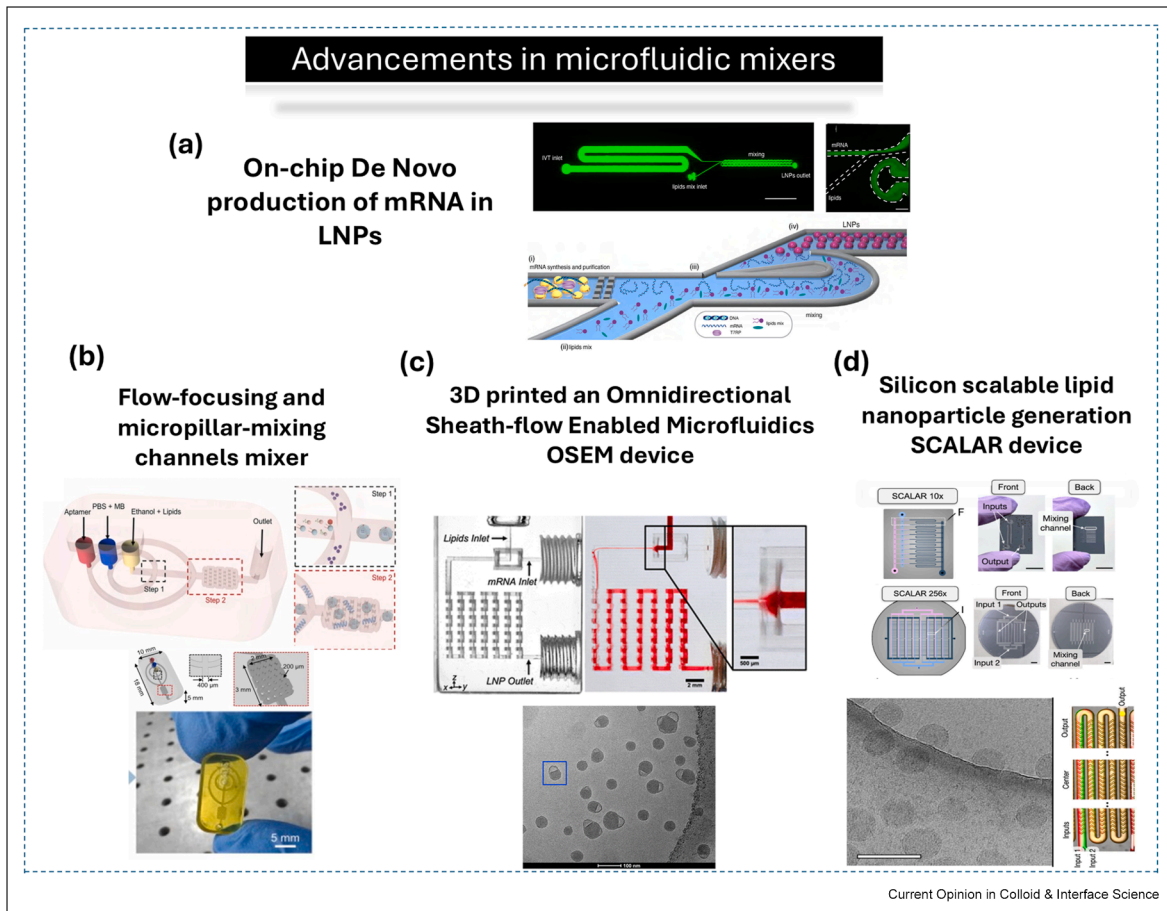 Advancements in microfluidic mixers
(a)
On-chip De Novo
production of mRNA in
LNPs
IVT inlet
mixing
lipids mix inlet
LNPs outlet
i
mRNA
lipids
(i)
mRNA synthesis and purification
(iii)
(iv)
LNPs
DNA
mRNA
T7RP
lipids mix
mixing
(ii) lipids mix
(b)
Flow-focusing and
micropillar-mixing
channels mixer
Aptamer
PBS + MB
Ethanol + Lipids
Outlet
Step 1
Step 2
Step 1
Step 2
10 mm
18 mm
5 mm
400 µm
2 mm
3 mm
200 µm
5 mm
(c)
3D printed an Omnidirectional
Sheath-flow Enabled Microfluidics
OSEM device
Lipids Inlet
mRNA Inlet
LNP Outlet
z
x
y
2 mm
500 µm
100 nm
(d)
Silicon scalable lipid
nanoparticle generation
SCALAR device
SCALAR 10x
F
Front
Back
Inputs
Output
Mixing
channel
SCALAR 256x
I
Front
Back
Input 1
Outputs
Input 2
Mixing
channel
Output
Output
Center
Inputs
Input 1
Input 2
Current Opinion in Colloid & Interface Science